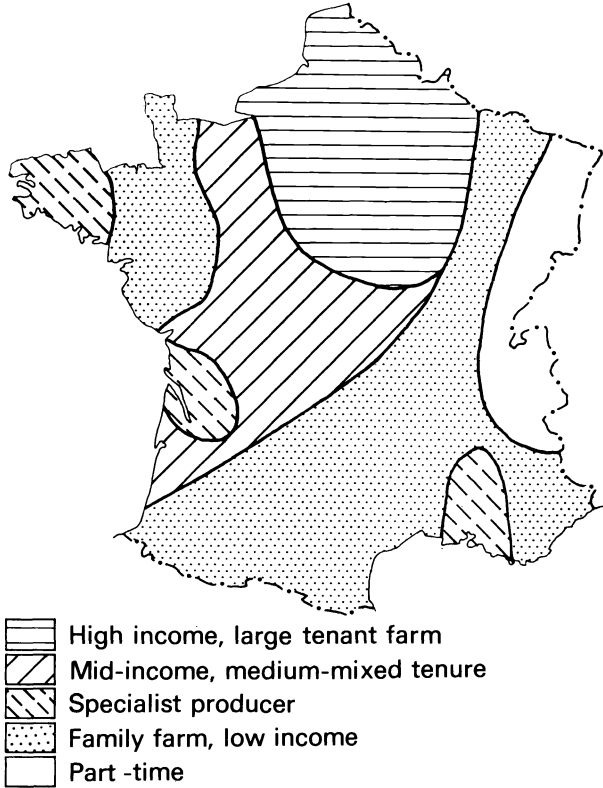 High income, large tenant farm
Mid-income, medium-mixed tenure
Specialist producer
Family farm, low income
Part -time